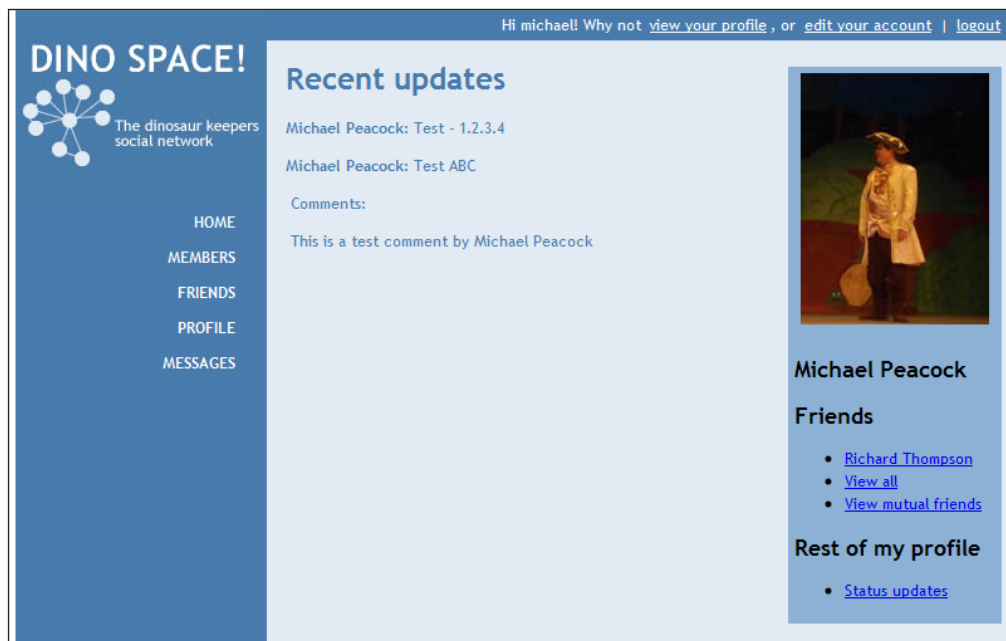 Hi michael! Why not view your profile , or edit your account | logout
DINO SPACE!
The dinosaur keepers
social network
HOME
MEMBERS
FRIENDS
PROFILE
MESSAGES
Recent updates
Michael Peacock: Test - 1.2.3.4
Michael Peacock: Test ABC
Comments:
This is a test comment by Michael Peacock
Michael Peacock
Friends
Richard Thompson
View all
View mutual friends
Rest of my profile
Status updates